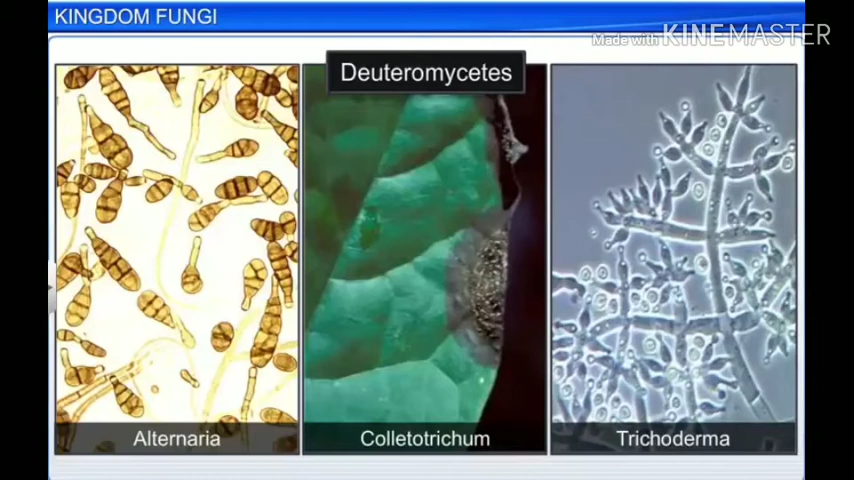 KINGDOM FUNGI
Made with KINEMASTER
Deuteromycetes
Alternaria
Colletotrichum
Trichoderma